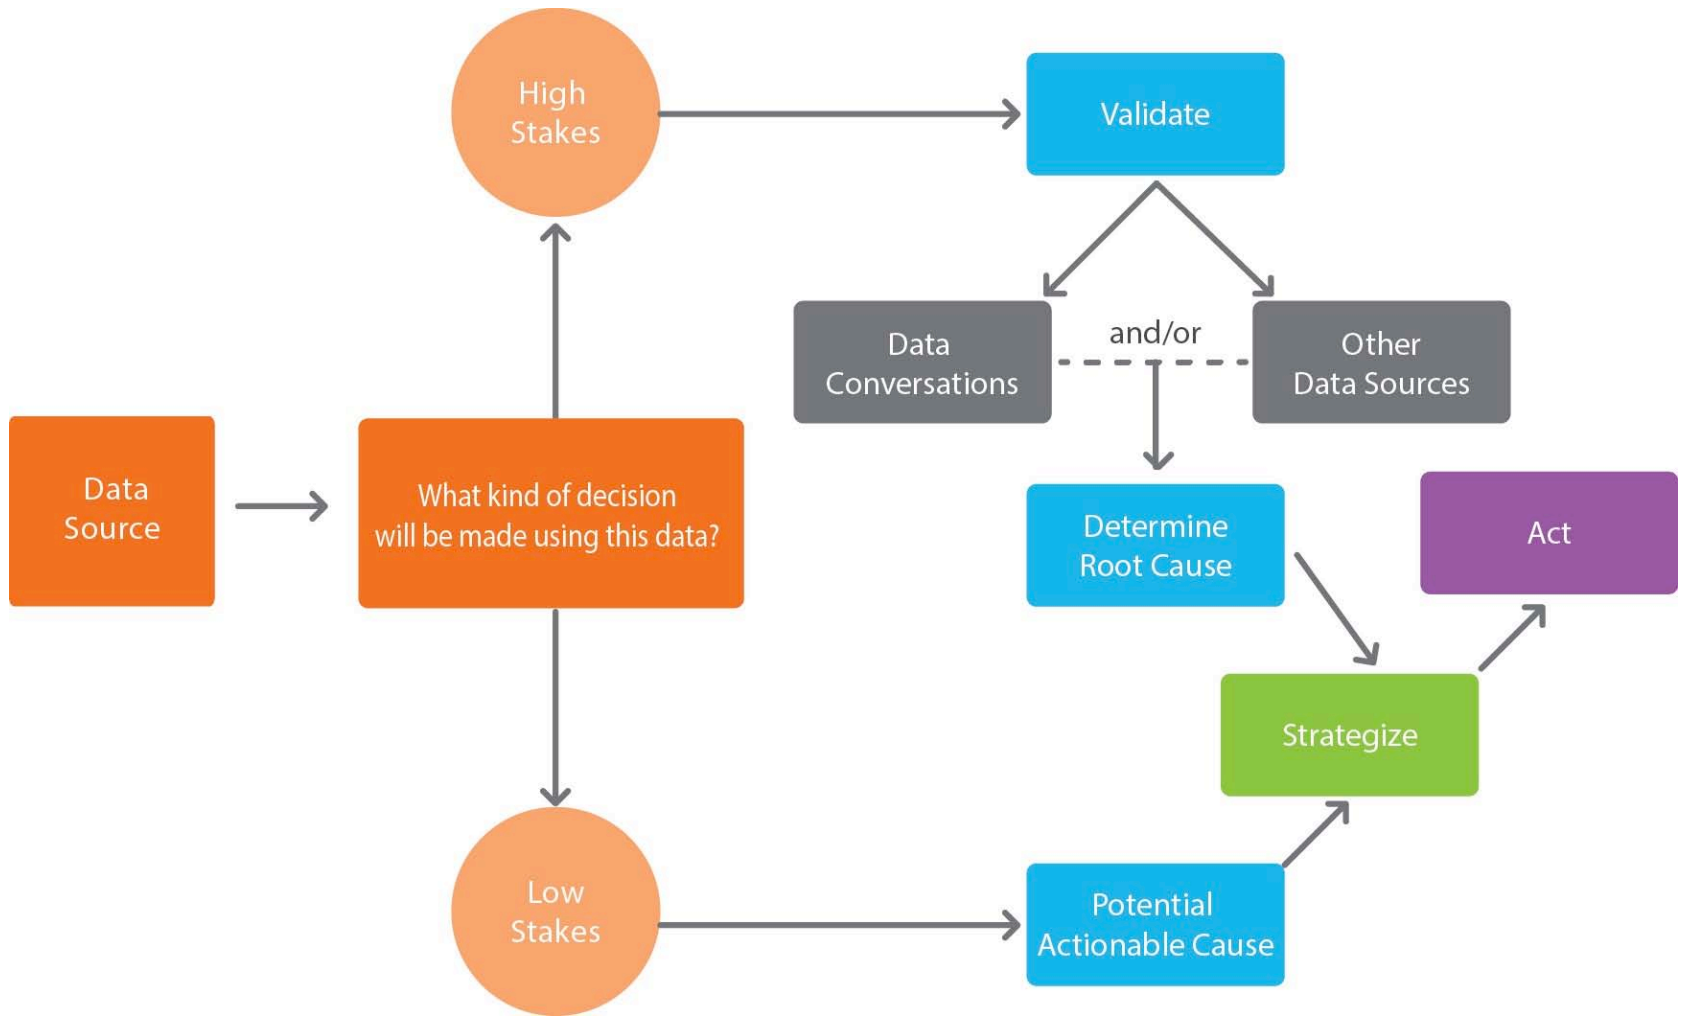 High
Stakes
Validate
Data
Conversations
and/or
Other
Data Sources
Data
Source
What kind of decision
will be made using this data?
Determine
Root Cause
Act
Strategize
Low
Stakes
Potential
Actionable Cause